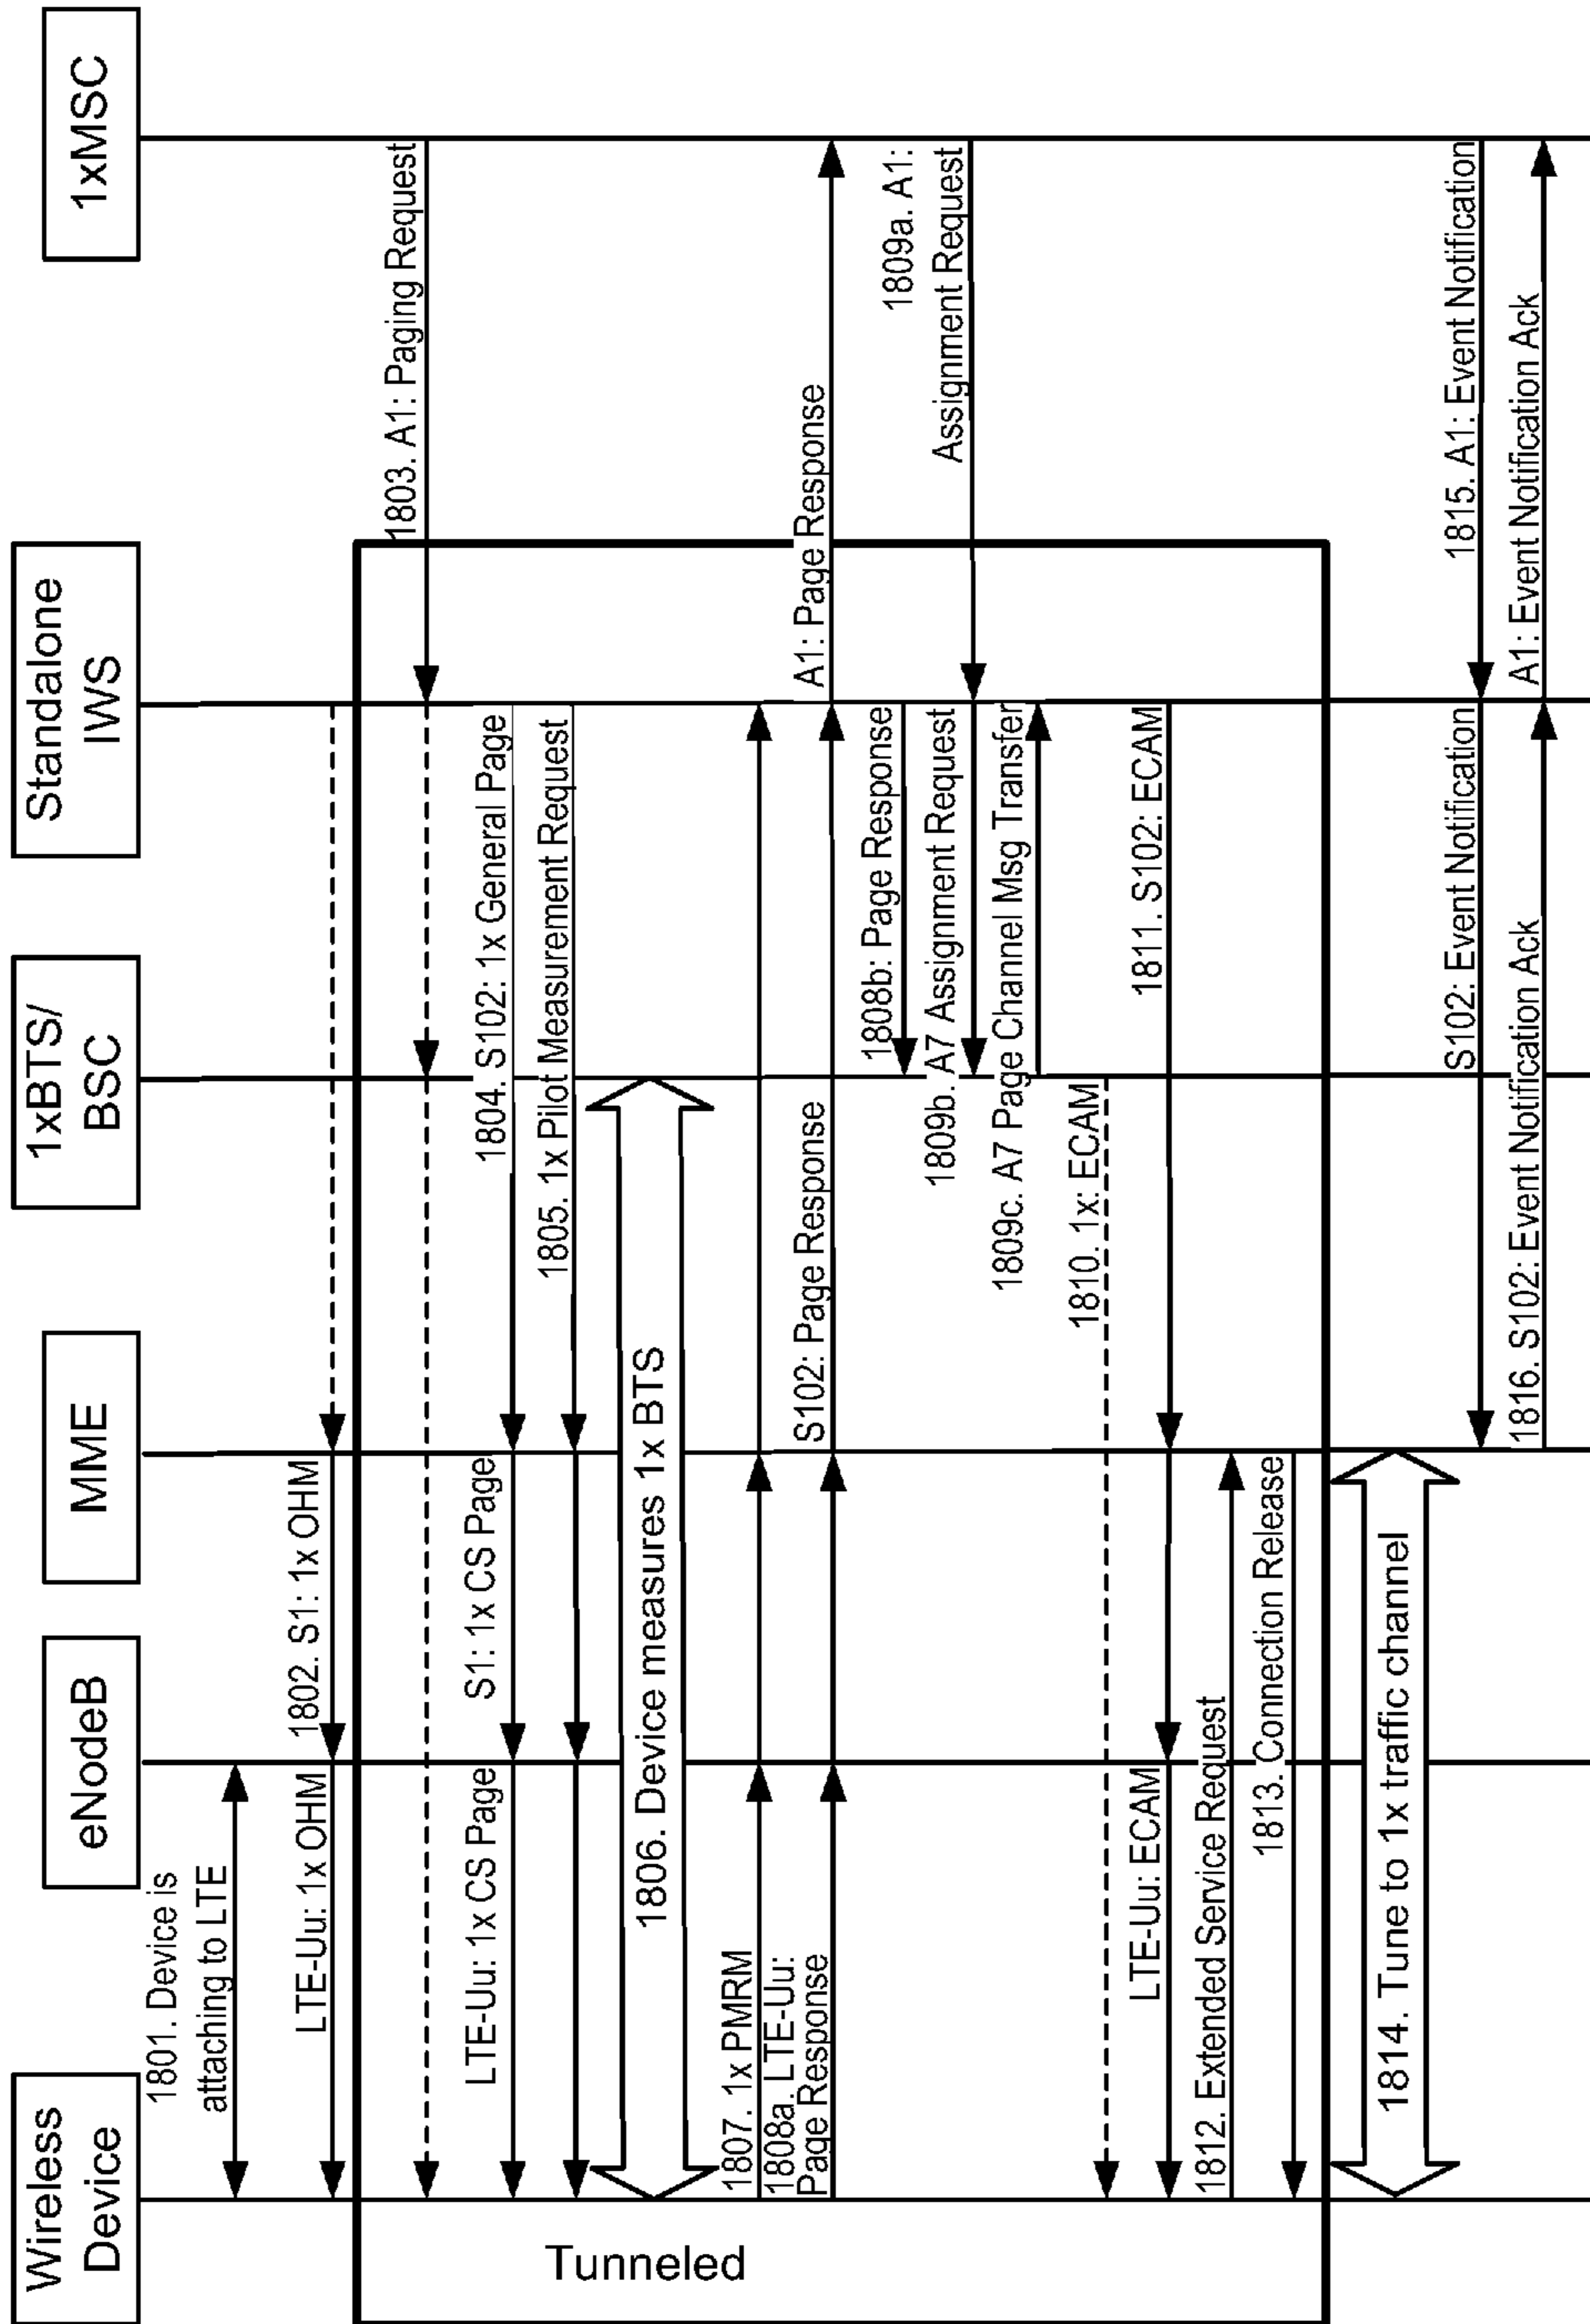 Wireless
Device
eNodeB
MME
1xBTS/
BSC
Standalone
IWS
1xMSC
1801. Device is
attaching to LTE
LTE-Uu: 1x OHM
1802. S1: 1x OHM
1803. A1: Paging Request
LTE-Uu: 1x CS Page
S1: 1x CS Page
1804. S102: 1x General Page
1805. 1x Pilot Measurement Request
1806. Device measures 1x BTS
1807. 1x PMRM
1808a. LTE-Uu:
Page Response
S102: Page Response
A1: Page Response
1808b: Page Response
1809a. A1:
Assignment Request
1809b. A7 Assignment Request
1809c. A7 Page Channel Msg Transfer
1810. 1x: ECAM
LTE-Uu: ECAM
1811. S102: ECAM
1812. Extended Service Request
1813. Connection Release
Tunneled
1814. Tune to 1x traffic channel
S102: Event Notification
1815. A1: Event Notification
1816. S102: Event Notification Ack
A1: Event Notification Ack